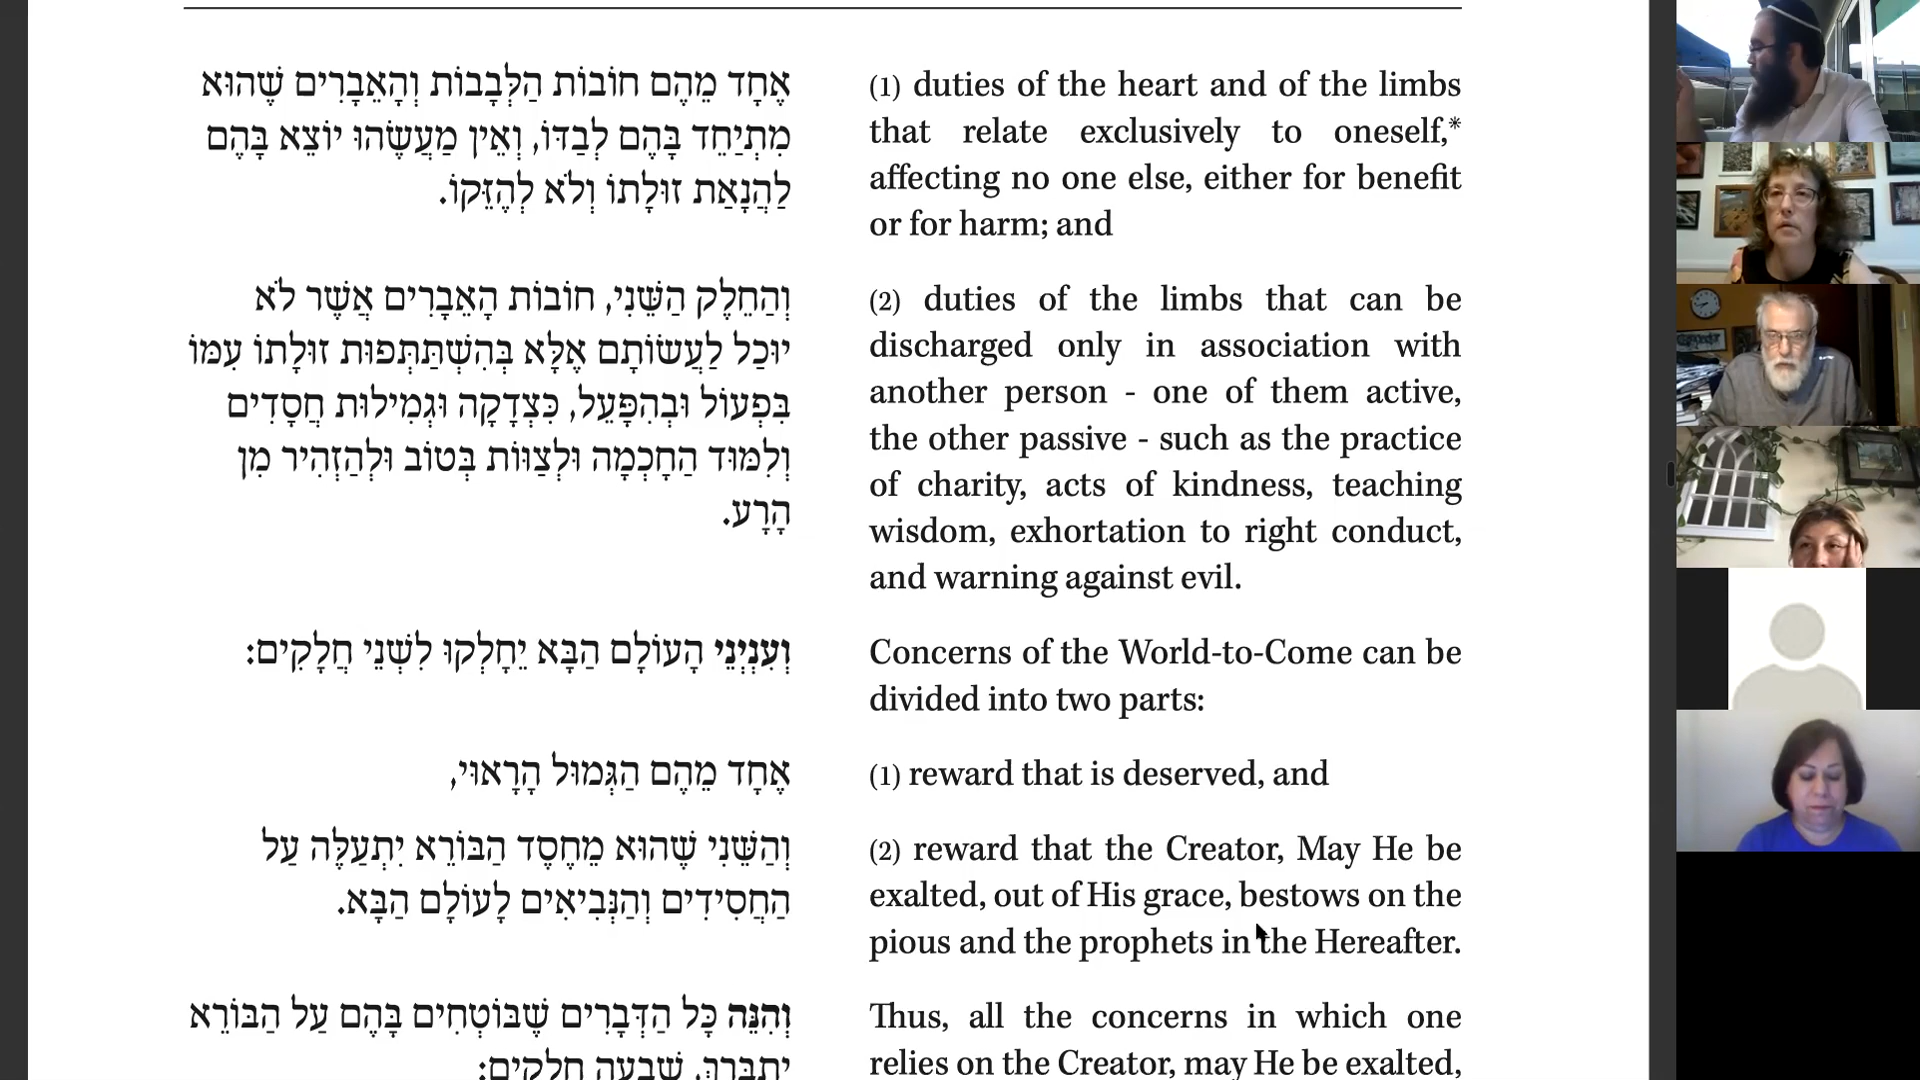 אֶחָד מֵהֶם חוֹבוֹת הַלְּבָבוֹת וְהָאֵבָרִים שֶׁהוּא
מִתְיַחֵד בָּהֶם לְבַדּוֹ, וְאֵין מַעֲשֵׂהוּ יוֹצֵא בָּהֶם
לַהֲנָאַת זוּלָתוֹ וְלֹא לְהֶזֵּקוֹ.
(1) duties of the heart and of the limbs
that relate exclusively to oneself,*
affecting no one else, either for benefit
or for harm; and
וְהַחֵלֶק הַשֵּׁנִי, חוֹבוֹת הָאֵבָרִים אֲשֶׁר לֹא
יוּכַל לַעֲשׂוֹתָם אֶלָּא בְּהִשְׁתַּתְּפוּת זוּלָתוֹ עִמּוֹ
בִּפְעוֹל וּבְהִפָּעֵל, כִּצְדָקָה וּגְמִילוּת חֲסָדִים
וְלִמּוּד הַחָכְמָה וּלְצַוּוֹת בְּטוֹב וּלְהַזְהִיר מִן
הָרָע.
(2) duties of the limbs that can be
discharged only in association with
another person - one of them active,
the other passive - such as the practice
of charity, acts of kindness, teaching
wisdom, exhortation to right conduct,
and warning against evil.
וְעִנְיְנֵי הָעוֹלָם הַבָּא יֵחָלְקוּ לִשְׁנֵי חֲלָקִים:
Concerns of the World-to-Come can be
divided into two parts:
אֶחָד מֵהֶם הַגְּמוּל הָרָאוּי,
(1) reward that is deserved, and
וְהַשֵּׁנִי שֶׁהוּא מֵחֶסֶד הַבּוֹרֵא יִתְעַלֶּה עַל
הַחֲסִידִים וְהַנְּבִיאִים לָעוֹלָם הַבָּא.
(2) reward that the Creator, May He be
exalted, out of His grace, bestows on the
pious and the prophets in the Hereafter.
וְהִנֵּה כָּל הַדְּבָרִים שֶׁבּוֹטְחִים בָּהֶם עַל הַבּוֹרֵא
יִתְבָּרַךְ, שִׁבְעָה חֲלָקִים:
Thus, all the concerns in which one
relies on the Creator, may He be exalted,